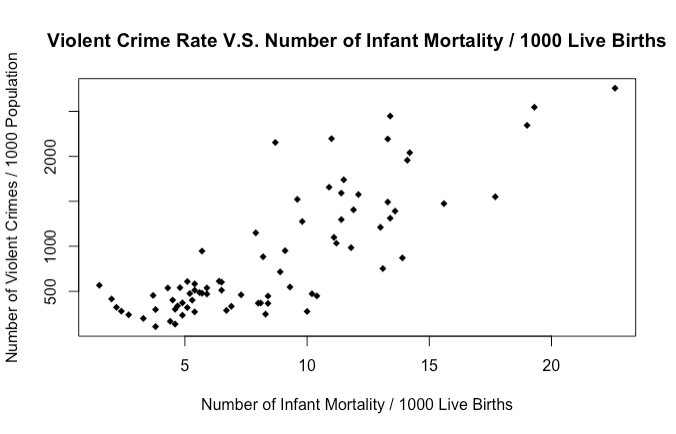 Violent Crime Rate V.S. Number of Infant Mortality / 1000 Live Births
Number of Violent Crimes / 1000 Population
2000
1000
500
5 10 15 20
Number of Infant Mortality / 1000 Live Births